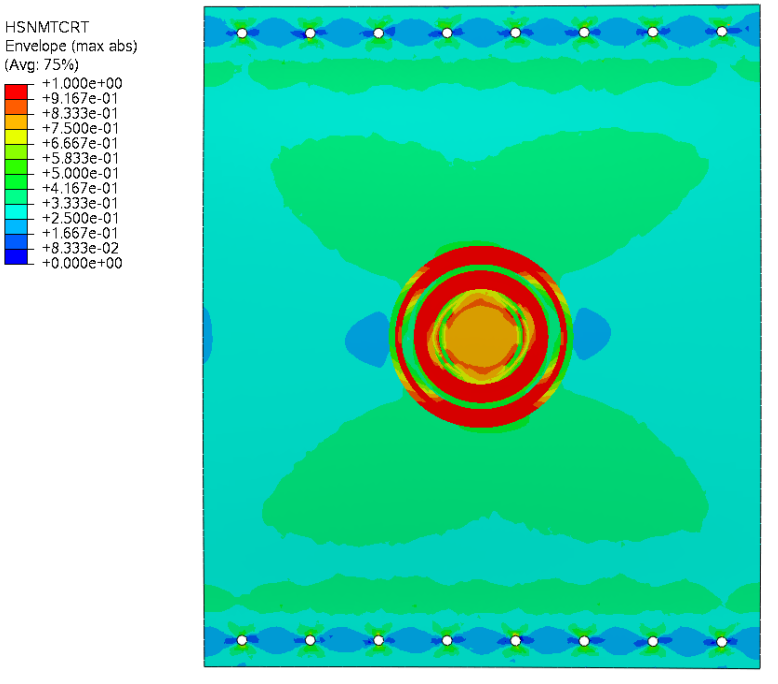 HSNMTCRT
Envelope (max abs)
(Avg: 75%)
+1.000e+00
+9.167e-01
+8.333e-01
+7.500e-01
+6.667e-01
+5.833e-01
+5.000e-01
+4.167e-01
+3.333e-01
+2.500e-01
+1.667e-01
+8.333e-02
+0.000e+00